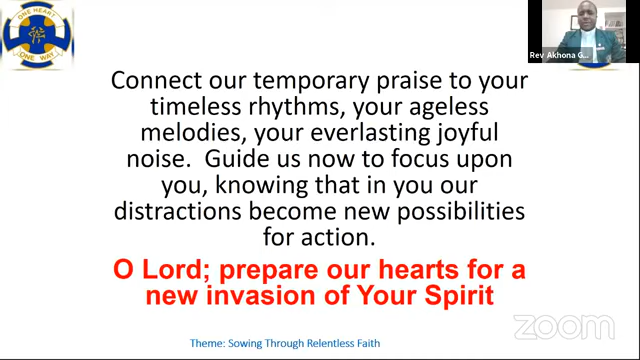 ONE HEART
ONE WAY
Rev Akhona G...
Connect our temporary praise to your
timeless rhythms, your ageless
melodies, your everlasting joyful
noise.  Guide us now to focus upon
you, knowing that in you our
distractions become new possibilities
for action.
O Lord; prepare our hearts for a
new invasion of Your Spirit
zoom
Theme: Sowing Through Relentless Faith